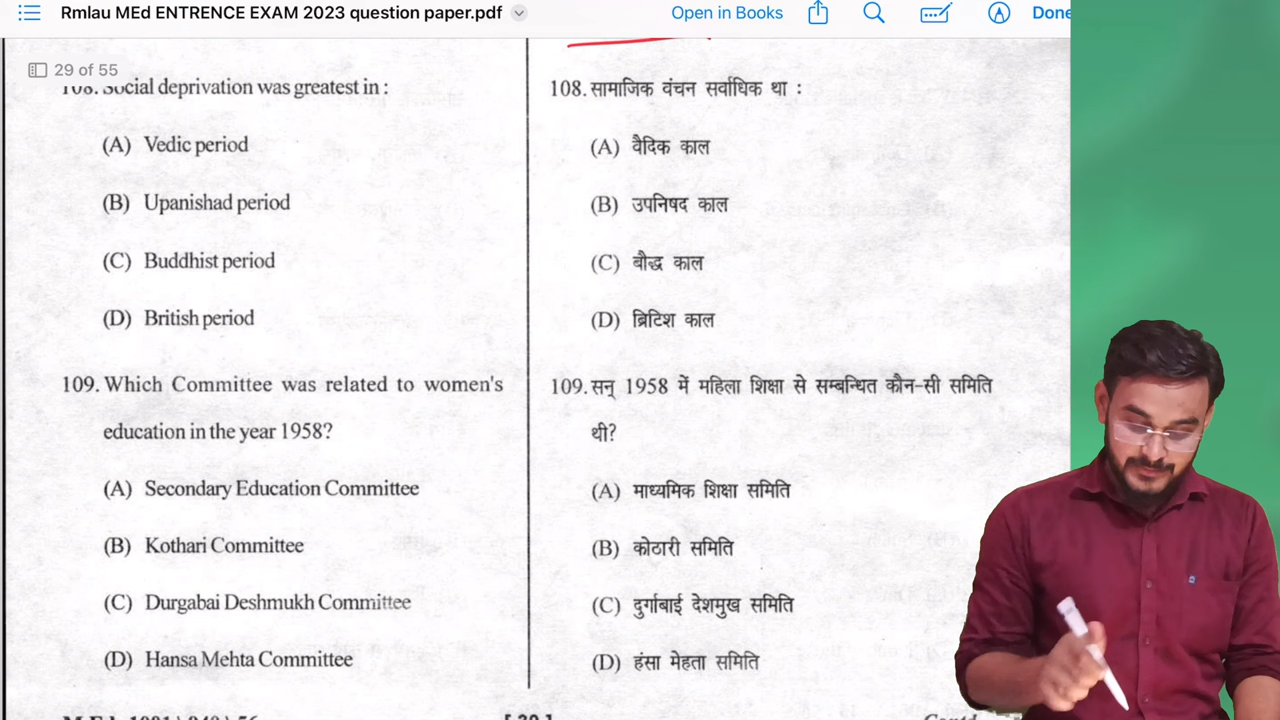 Rmlau MEd ENTRENCE EXAM 2023 question paper.pdf
Open in Books
Done
29 of 55
108. Social deprivation was greatest in :
(A) Vedic period
(B) Upanishad period
(C) Buddhist period
(D) British period
109. Which Committee was related to women's
education in the year 1958?
(A) Secondary Education Committee
(B) Kothari Committee
(C) Durgabai Deshmukh Committee
(D) Hansa Mehta Committee
108. सामाजिक वंचन सर्वाधिक था :
(A) वैदिक काल
(B) उपनिषद काल
(C) बौद्ध काल
(D) ब्रिटिश काल
109. सन् 1958 में महिला शिक्षा से सम्बन्धित कौन-सी समिति
थी?
(A) माध्यमिक शिक्षा समिति
(B) कोठारी समिति
(C) दुर्गाबाई देशमुख समिति
(D) हंसा मेहता समिति